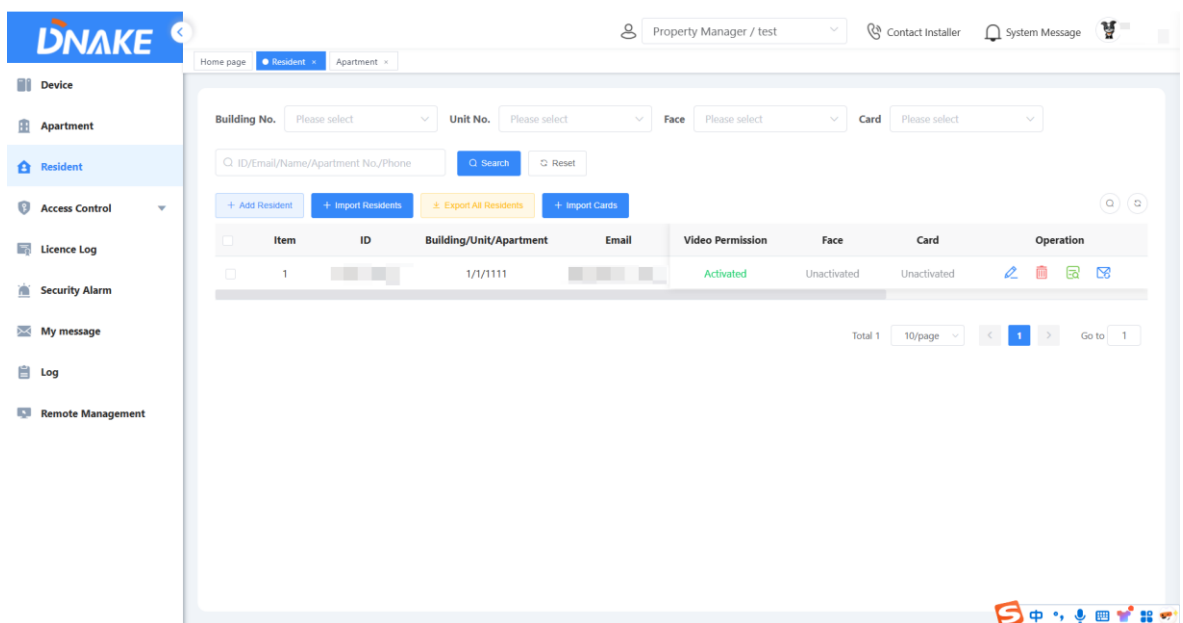 DNAKE
Property Manager / test
Contact Installer
System Message
Home page
Resident ×
Apartment ×
Device
Apartment
Resident
Access Control
Licence Log
Security Alarm
My message
Log
Remote Management
Building No. Please select
Unit No. Please select
Face Please select
Card Please select
ID/Email/Name/Apartment No./Phone
Search
Reset
+ Add Resident
+ Import Residents
Export All Residents
+ Import Cards
Item ID Building/Unit/Apartment Email Video Permission Face Card Operation
1 1/1/1111 Activated Unactivated Unactivated
Total 1 10/page < 1 > Go to 1
S 中 °,